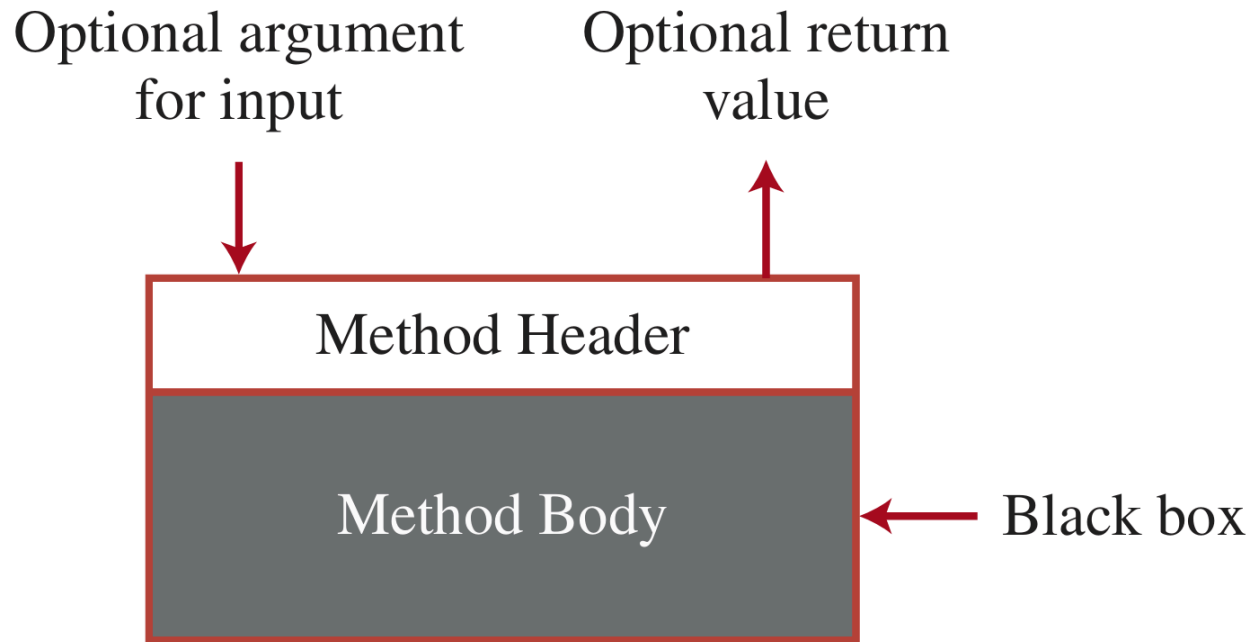 Optional argument
for input
Optional return
value
Method Header
Method Body
Black box